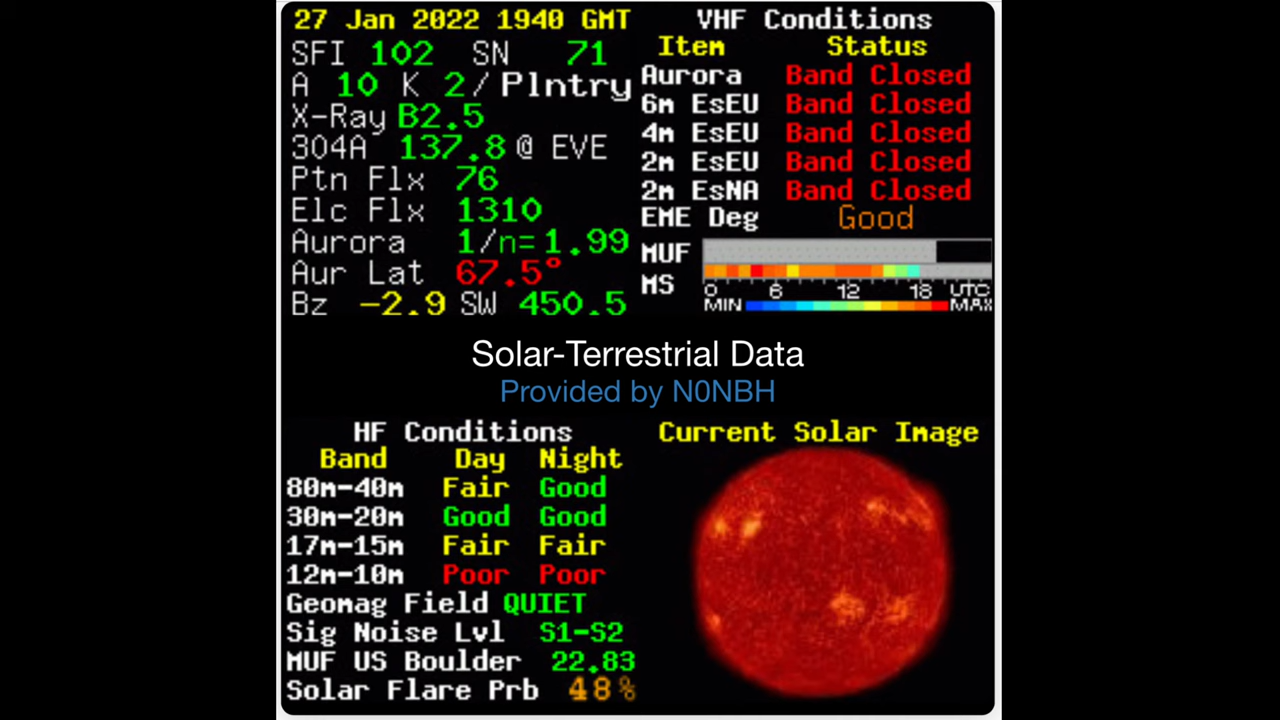 27 Jan 2022 1940 GMT
SFI 102 SN 71
A 10 K 2/Plntry
X-Ray B2.5
304A 137.8 @ EVE
Ptn Flx 76
Elc Flx 1310
Aurora 1/n=1.99
Aur Lat 67.5°
Bz -2.9 SW 450.5
VHF Conditions
Item Status
Aurora Band Closed
6m EsEU Band Closed
4m EsEU Band Closed
2m EsEU Band Closed
2m EsNA Band Closed
EME Deg Good
MUF
MS
0 6 12 18 UTC
MIN MAX
Solar-Terrestrial Data
Provided by N0NBH
HF Conditions
Band Day Night
80m-40m Fair Good
30m-20m Good Good
17m-15m Fair Fair
12m-10m Poor Poor
Geomag Field QUIET
Sig Noise Lvl S1-S2
MUF US Boulder 22.83
Solar Flare Prb 48%
Current Solar Image